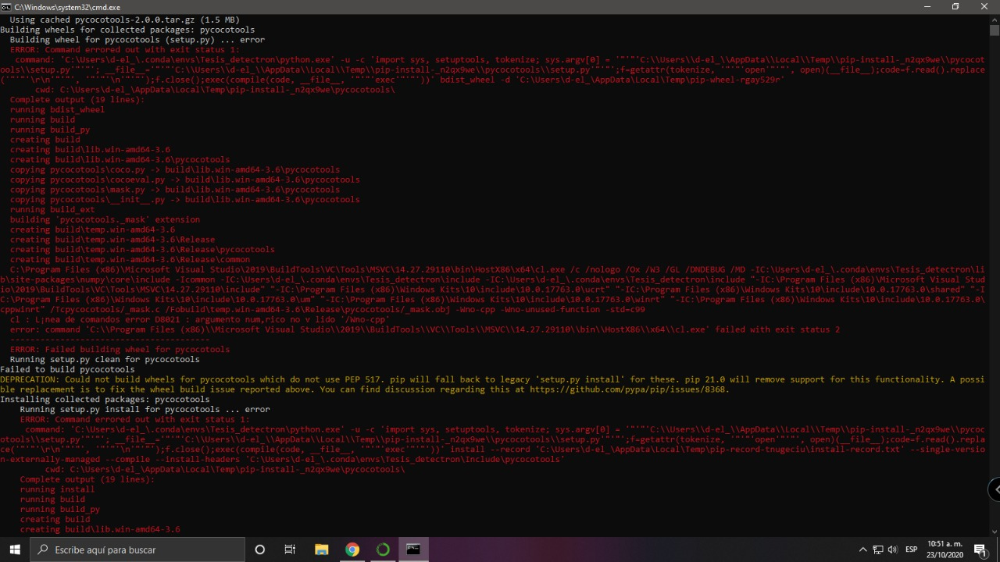 C:\Windows\system32\cmd.exe
  Using cached pycocotools-2.0.0.tar.gz (1.5 MB)
Building wheels for collected packages: pycocotools
  Building wheel for pycocotools (setup.py) ... error
  ERROR: Command errored out with exit status 1:
   command: 'C:\Users\d-el_\.conda\envs\Tesis_detectron\python.exe' -u -c 'import sys, setuptools, tokenize; sys.argv[0] = '"'"'C:\\Users\\d-el_\\AppData\\Local\\Temp\\pip-install-_n2qx9we\\pycocot
ools\\setup.py'"'"'; __file__='"'"'C:\\Users\\d-el_\\AppData\\Local\\Temp\\pip-install-_n2qx9we\\pycocotools\\setup.py'"'"';f=getattr(tokenize, '"'"'open'"'"', open)(__file__);code=f.read().replace
('"'"'\r\n'"'"', '"'"'\n'"'"');f.close();exec(compile(code, __file__, '"'"'exec'"'"'))' bdist_wheel -d 'C:\Users\d-el_\AppData\Local\Temp\pip-wheel-rgay529r'
       cwd: C:\Users\d-el_\AppData\Local\Temp\pip-install-_n2qx9we\pycocotools\
  Complete output (19 lines):
  running bdist_wheel
  running build
  running build_py
  creating build
  creating build\lib.win-amd64-3.6
  creating build\lib.win-amd64-3.6\pycocotools
  copying pycocotools\coco.py -> build\lib.win-amd64-3.6\pycocotools
  copying pycocotools\cocoeval.py -> build\lib.win-amd64-3.6\pycocotools
  copying pycocotools\mask.py -> build\lib.win-amd64-3.6\pycocotools
  copying pycocotools\__init__.py -> build\lib.win-amd64-3.6\pycocotools
  running build_ext
  building 'pycocotools._mask' extension
  creating build\temp.win-amd64-3.6
  creating build\temp.win-amd64-3.6\Release
  creating build\temp.win-amd64-3.6\Release\pycocotools
  creating build\temp.win-amd64-3.6\Release\common
  C:\Program Files (x86)\Microsoft Visual Studio\2019\BuildTools\VC\Tools\MSVC\14.27.29110\bin\HostX86\x64\cl.exe /c /nologo /Ox /W3 /GL /DNDEBUG /MD -IC:\Users\d-el_\.conda\envs\Tesis_detectron\li
b\site-packages\numpy\core\include -Icommon -IC:\Users\d-el_\.conda\envs\Tesis_detectron\include -IC:\Users\d-el_\.conda\envs\Tesis_detectron\include "-IC:\Program Files (x86)\Microsoft Visual Stud
io\2019\BuildTools\VC\Tools\MSVC\14.27.29110\include" "-IC:\Program Files (x86)\Windows Kits\10\include\10.0.17763.0\ucrt" "-IC:\Program Files (x86)\Windows Kits\10\include\10.0.17763.0\shared" "-I
C:\Program Files (x86)\Windows Kits\10\include\10.0.17763.0\um" "-IC:\Program Files (x86)\Windows Kits\10\include\10.0.17763.0\winrt" "-IC:\Program Files (x86)\Windows Kits\10\include\10.0.17763.0\
cppwinrt" /Tcpycocotools/_mask.c /Fobuild\temp.win-amd64-3.6\Release\pycocotools/_mask.obj -Wno-cpp -Wno-unused-function -std=c99
  cl : L¡nea de comandos error D8021 : argumento num‚rico no v lido '/Wno-cpp'
  error: command 'C:\\Program Files (x86)\\Microsoft Visual Studio\\2019\\BuildTools\\VC\\Tools\\MSVC\\14.27.29110\\bin\\HostX86\\x64\\cl.exe' failed with exit status 2
  ----------------------------------------
  ERROR: Failed building wheel for pycocotools
  Running setup.py clean for pycocotools
Failed to build pycocotools
DEPRECATION: Could not build wheels for pycocotools which do not use PEP 517. pip will fall back to legacy 'setup.py install' for these. pip 21.0 will remove support for this functionality. A possi
ble replacement is to fix the wheel build issue reported above. You can find discussion regarding this at https://github.com/pypa/pip/issues/8368.
Installing collected packages: pycocotools
    Running setup.py install for pycocotools ... error
    ERROR: Command errored out with exit status 1:
     command: 'C:\Users\d-el_\.conda\envs\Tesis_detectron\python.exe' -u -c 'import sys, setuptools, tokenize; sys.argv[0] = '"'"'C:\\Users\\d-el_\\AppData\\Local\\Temp\\pip-install-_n2qx9we\\pycoc
otools\\setup.py'"'"'; __file__='"'"'C:\\Users\\d-el_\\AppData\\Local\\Temp\\pip-install-_n2qx9we\\pycocotools\\setup.py'"'"';f=getattr(tokenize, '"'"'open'"'"', open)(__file__);code=f.read().repla
ce('"'"'\r\n'"'"', '"'"'\n'"'"');f.close();exec(compile(code, __file__, '"'"'exec'"'"'))' install --record 'C:\Users\d-el_\AppData\Local\Temp\pip-record-tnugeciu\install-record.txt' --single-versio
n-externally-managed --compile --install-headers 'C:\Users\d-el_\.conda\envs\Tesis_detectron\Include\pycocotools'
         cwd: C:\Users\d-el_\AppData\Local\Temp\pip-install-_n2qx9we\pycocotools\
    Complete output (19 lines):
    running install
    running build
    running build_py
    creating build
    creating build\lib.win-amd64-3.6
Escribe aquí para buscar
ESP
10:51 a. m.
23/10/2020
1